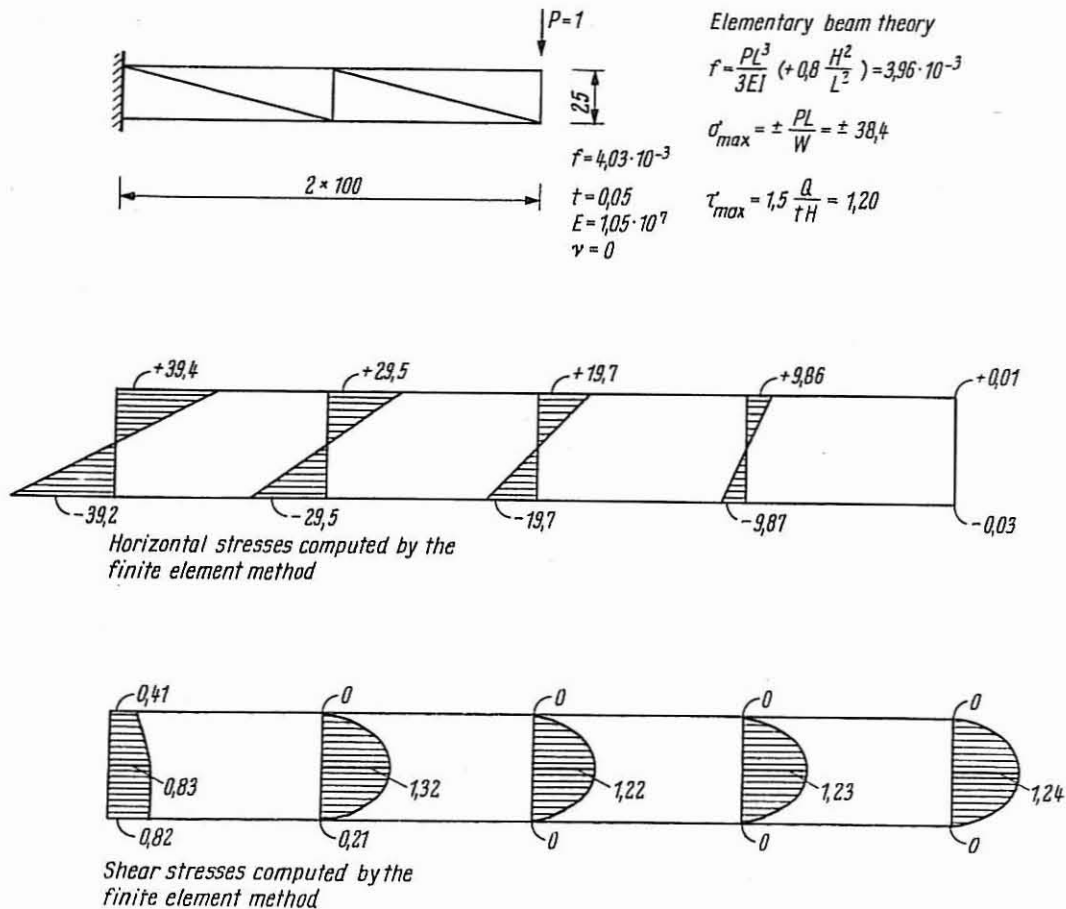 P=1
Elementary beam theory
f = PL³/3EI (+0,8 H²/L²) = 3,96·10⁻³
25
σmax = ± PL/W = ± 38,4
f = 4,03·10⁻³
2 × 100
t = 0,05
τmax = 1,5 Q/tH = 1,20
E = 1,05·10⁷
ν = 0
+39,4
+29,5
+19,7
+9,86
+0,01
-39,2
-29,5
-19,7
-9,87
-0,03
Horizontal stresses computed by the
finite element method
0,41
0
0
0
0
0,83
1,32
1,22
1,23
1,24
0,82
0,21
0
0
0
Shear stresses computed by the
finite element method